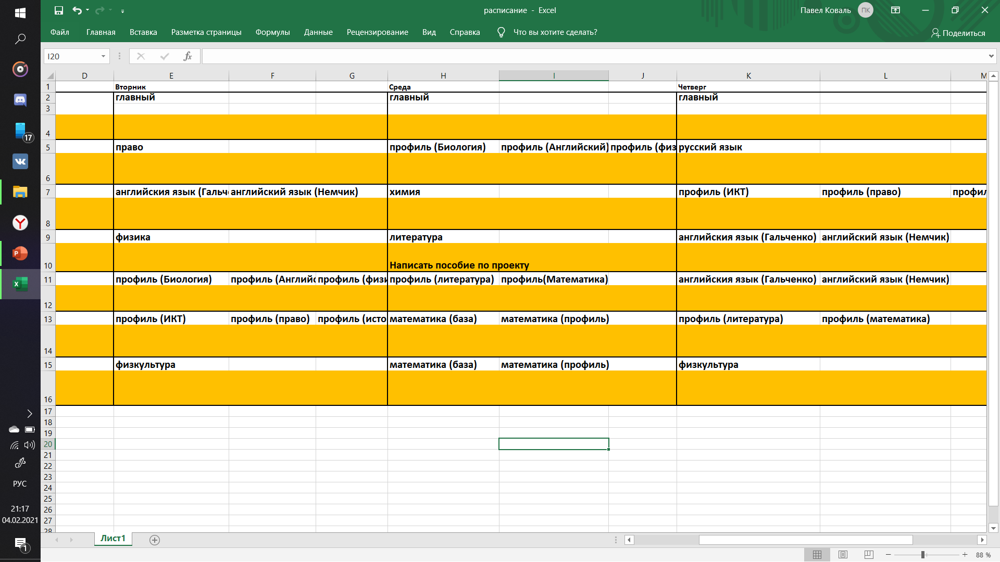 расписание - Excel
Павел Коваль
ПК
Файл Главная Вставка Разметка страницы Формулы Данные Рецензирование Вид Справка Что вы хотите сделать? Поделиться
I20
fx
D E F G H I J K L M
1 Вторник Среда Четверг
2 главный главный главный
3
4
5 право профиль (Биология) профиль (Английский) профиль (физ русский язык
6
7 английския язык (Гальч английский язык (Немчик) химия профиль (ИКТ) профиль (право) профил
8
9 физика литература английския язык (Гальченко) английский язык (Немчик)
10 Написать пособие по проекту
11 профиль (Биология) профиль (Английс профиль (физи профиль (литература) профиль(Математика) английския язык (Гальченко) английский язык (Немчик)
12
13 профиль (ИКТ) профиль (право) профиль (исто математика (база) математика (профиль) профиль (литература) профиль (математика)
14
15 физкультура математика (база) математика (профиль) физкультура
16
17
18
19
20
21
22
23
24
25
26
27
28
Лист1
88 %
17
РУС
21:17
04.02.2021
1